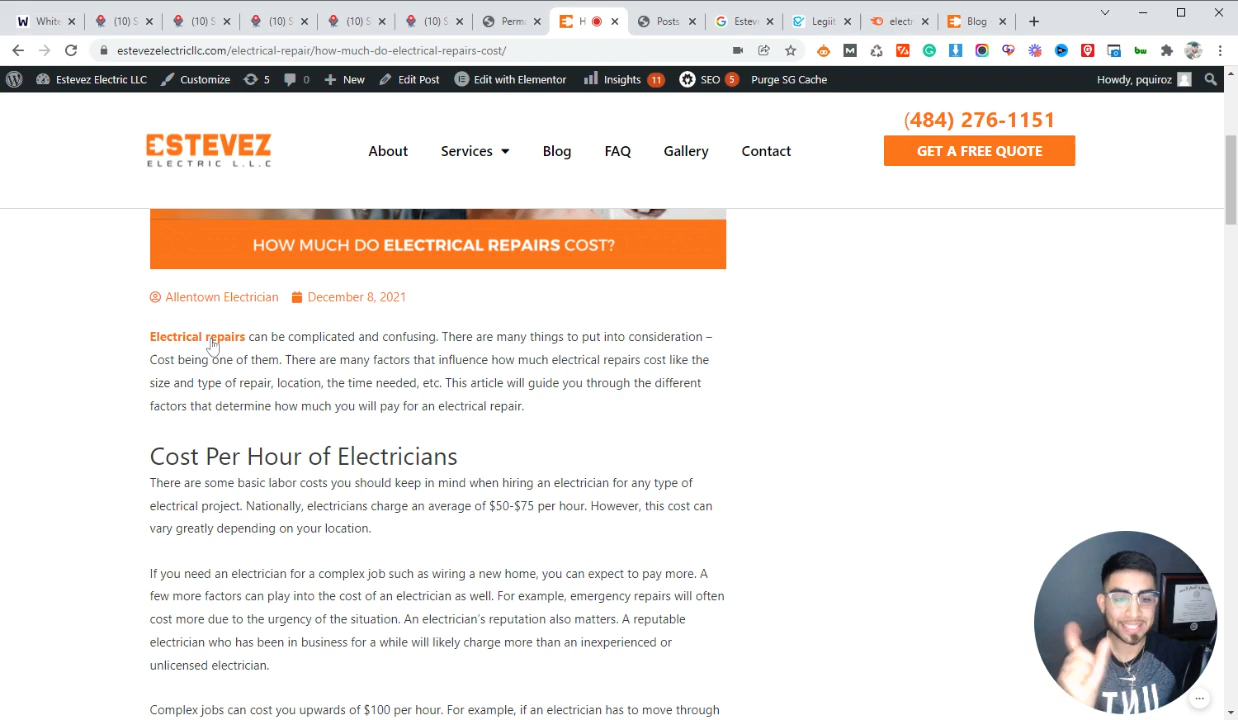 White
(10) S
(10) S
(10) S
(10) S
(10) S
Perm
H
Posts
Estev
Legiit
electr
Blog
estevezelectricllc.com/electrical-repair/how-much-do-electrical-repairs-cost/
Estevez Electric LLC
Customize
5
0
New
Edit Post
Edit with Elementor
Insights
11
SEO
5
Purge SG Cache
Howdy, pquiroz
ESTEVEZ
ELECTRIC L.L.C
About
Services
Blog
FAQ
Gallery
Contact
(484) 276-1151
GET A FREE QUOTE
HOW MUCH DO ELECTRICAL REPAIRS COST?
Allentown Electrician
December 8, 2021
Electrical repairs can be complicated and confusing. There are many things to put into consideration –
Cost being one of them. There are many factors that influence how much electrical repairs cost like the
size and type of repair, location, the time needed, etc. This article will guide you through the different
factors that determine how much you will pay for an electrical repair.
Cost Per Hour of Electricians
There are some basic labor costs you should keep in mind when hiring an electrician for any type of
electrical project. Nationally, electricians charge an average of $50-$75 per hour. However, this cost can
vary greatly depending on your location.
If you need an electrician for a complex job such as wiring a new home, you can expect to pay more. A
few more factors can play into the cost of an electrician as well. For example, emergency repairs will often
cost more due to the urgency of the situation. An electrician's reputation also matters. A reputable
electrician who has been in business for a while will likely charge more than an inexperienced or
unlicensed electrician.
Complex jobs can cost you upwards of $100 per hour. For example, if an electrician has to move through